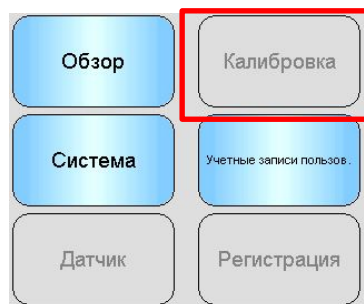 Обзор
Калибровка
Система
Учетные записи пользов.
Датчик
Регистрация